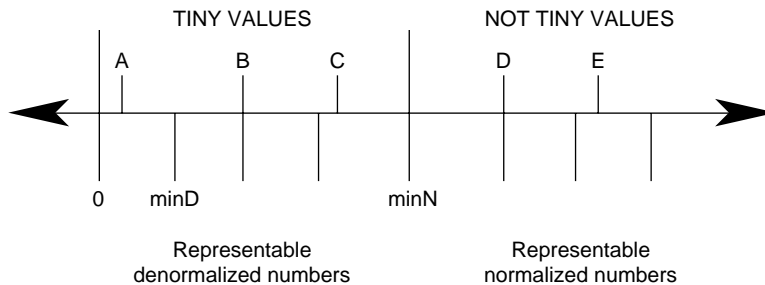 TINY VALUES NOT TINY VALUES
A B C D E
0 minD minN
Representable
denormalized numbers
Representable
normalized numbers